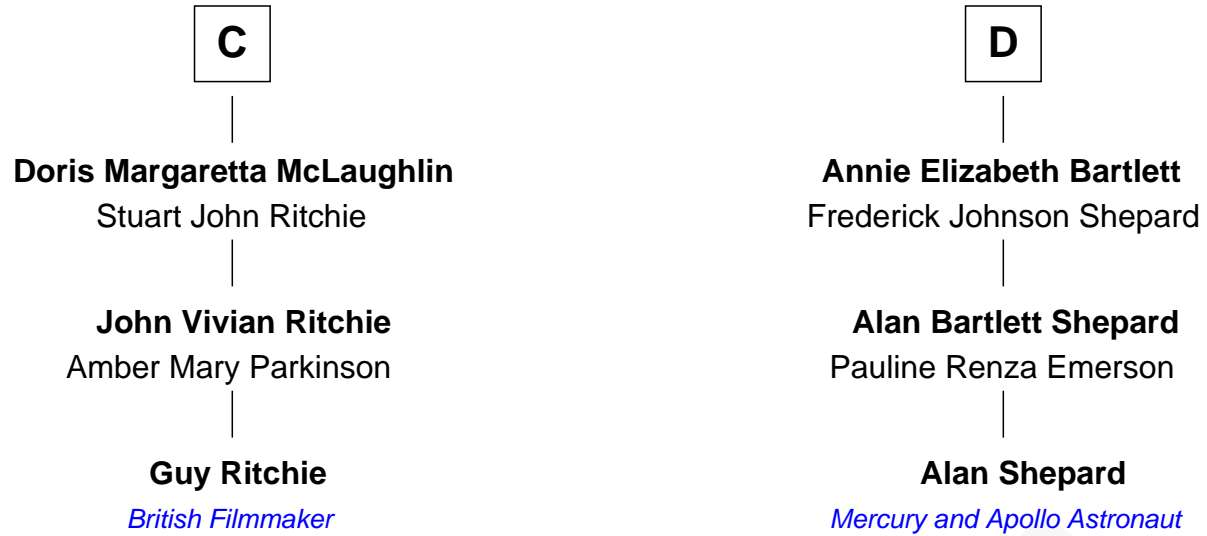 C
Doris Margaretta McLaughlin
Stuart John Ritchie
John Vivian Ritchie
Amber Mary Parkinson
Guy Ritchie
British Filmmaker
D
Annie Elizabeth Bartlett
Frederick Johnson Shepard
Alan Bartlett Shepard
Pauline Renza Emerson
Alan Shepard
Mercury and Apollo Astronaut